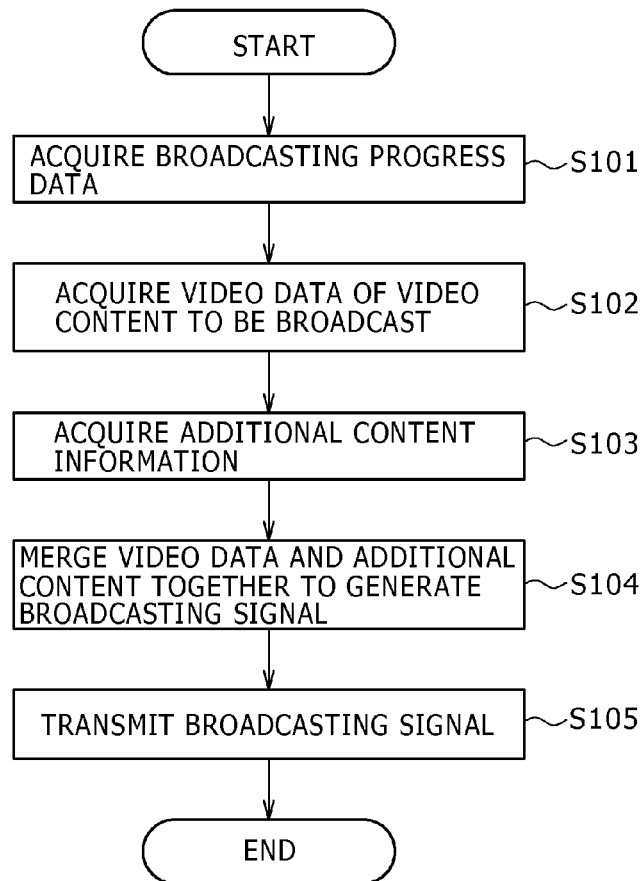 START
ACQUIRE BROADCASTING PROGRESS
DATA
S101
ACQUIRE VIDEO DATA OF VIDEO
CONTENT TO BE BROADCAST
S102
ACQUIRE ADDITIONAL CONTENT
INFORMATION
S103
MERGE VIDEO DATA AND ADDITIONAL
CONTENT TOGETHER TO GENERATE
BROADCASTING SIGNAL
S104
TRANSMIT BROADCASTING SIGNAL
S105
END